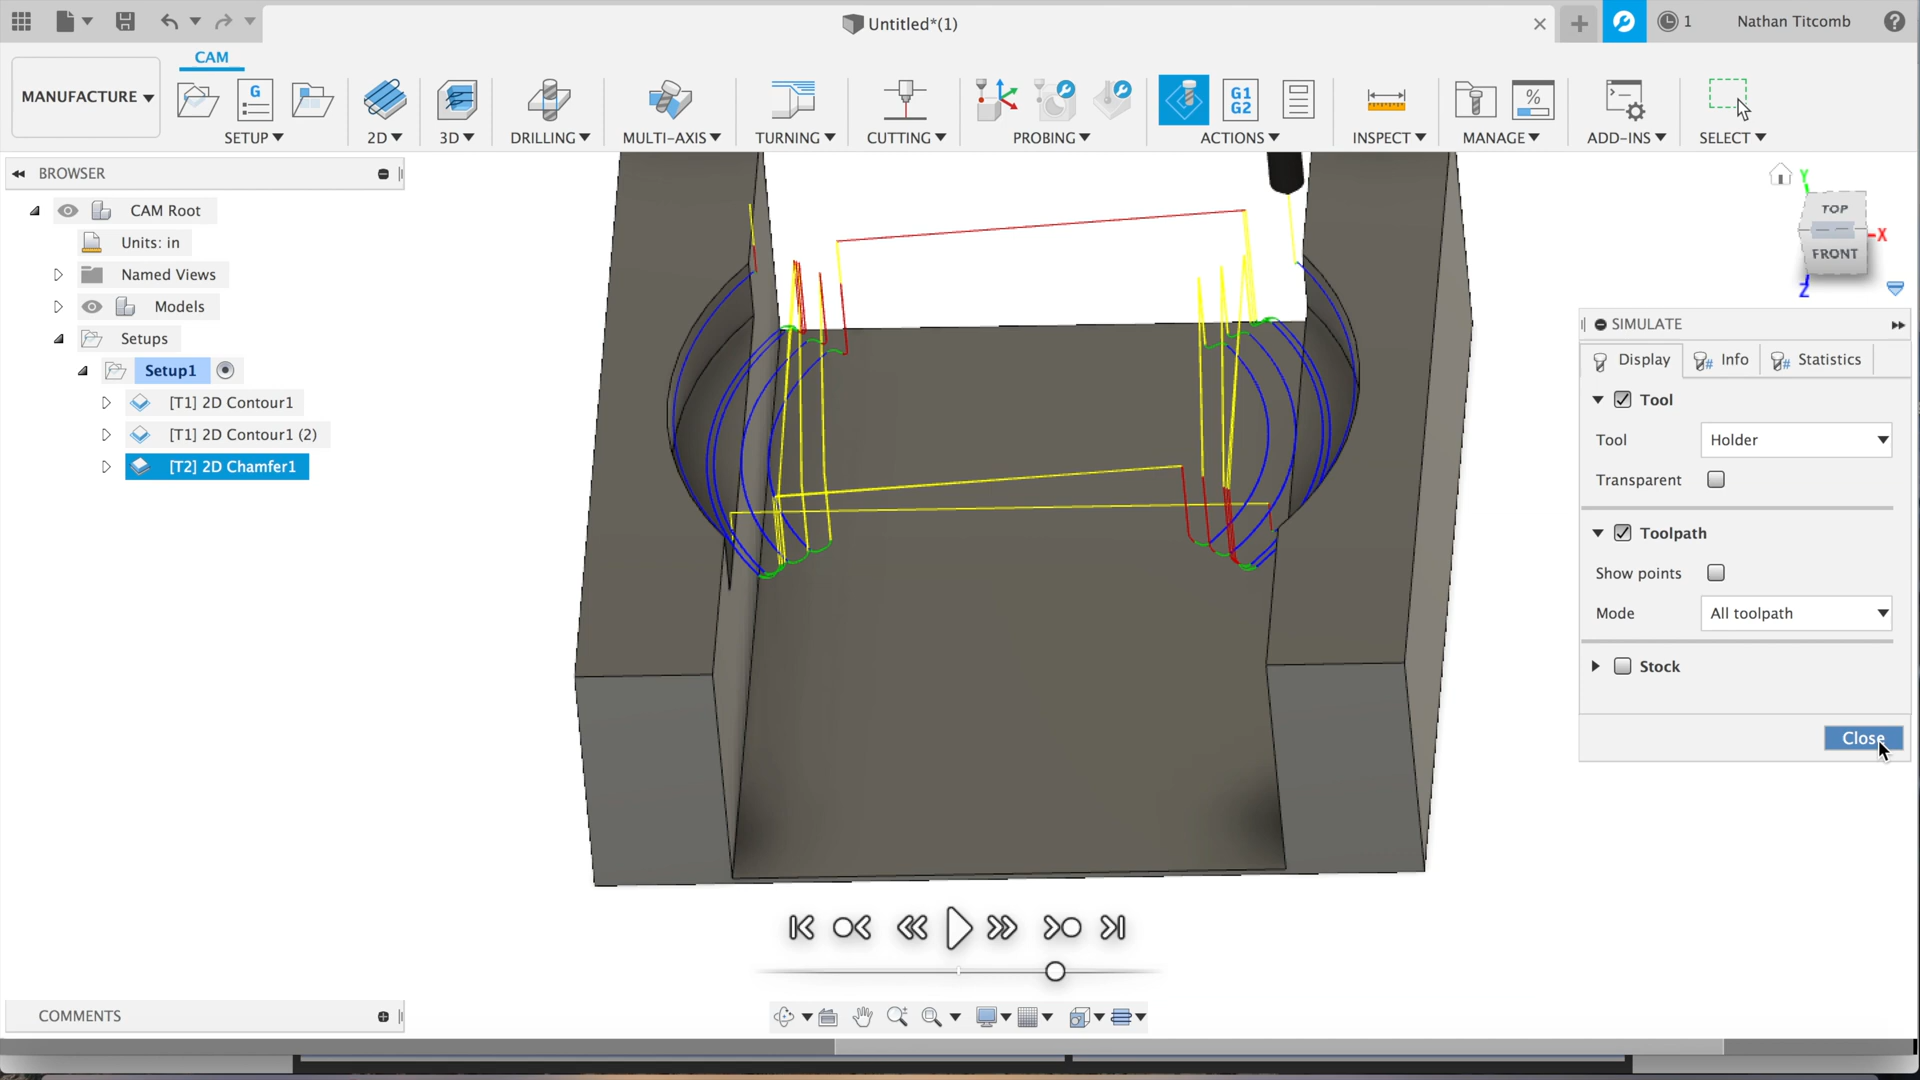 Untitled*(1)
1
Nathan Titcomb
MANUFACTURE
CAM
G
G1
G2
%
SETUP
2D
3D
DRILLING
MULTI-AXIS
TURNING
CUTTING
PROBING
ACTIONS
INSPECT
MANAGE
ADD-INS
SELECT
BROWSER
CAM Root
Units: in
Named Views
Models
Setups
Setup1
[T1] 2D Contour1
[T1] 2D Contour1 (2)
[T2] 2D Chamfer1
Y
TOP
X
FRONT
Z
SIMULATE
Display
Info
Statistics
Tool
Tool
Holder
Transparent
Toolpath
Show points
Mode
All toolpath
Stock
Close
COMMENTS